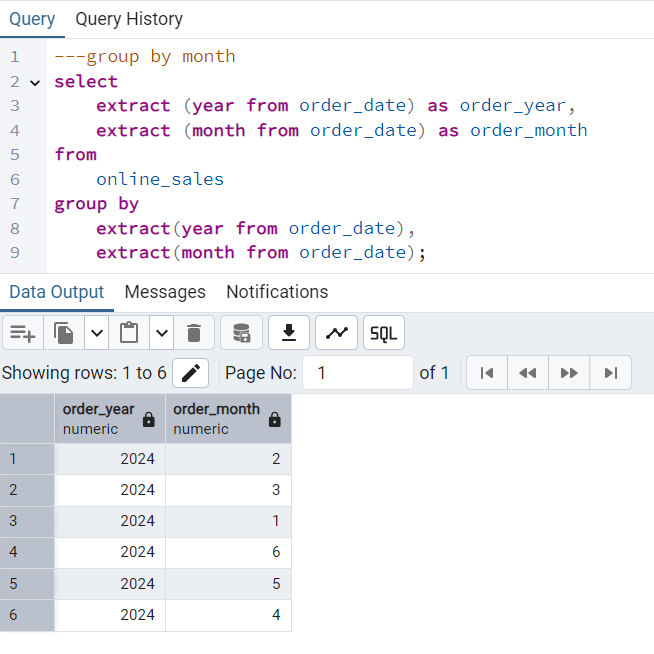 Query Query History
1 ---group by month
2 select
3 extract (year from order_date) as order_year,
4 extract (month from order_date) as order_month
5 from
6 online_sales
7 group by
8 extract(year from order_date),
9 extract(month from order_date);
Data Output Messages Notifications
SQL
Showing rows: 1 to 6 Page No: 1 of 1
order_year order_month
numeric numeric
1 2024 2
2 2024 3
3 2024 1
4 2024 6
5 2024 5
6 2024 4